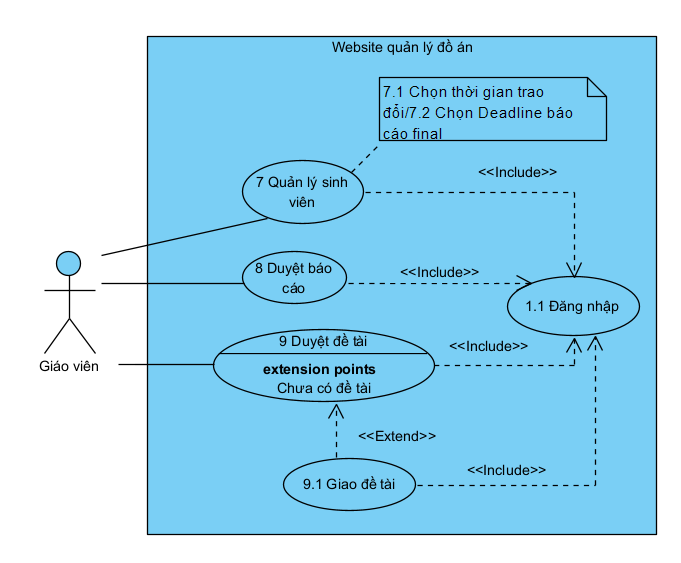 Website quản lý đồ án
7.1 Chọn thời gian trao
đổi/7.2 Chọn Deadline báo
cáo final
<<Include>>
7 Quản lý sinh
viên
8 Duyệt báo
cáo
<<Include>>
1.1 Đăng nhập
Giáo viên
9 Duyệt đề tài
extension points
Chưa có đề tài
<<Include>>
<<Extend>>
9.1 Giao đề tài
<<Include>>